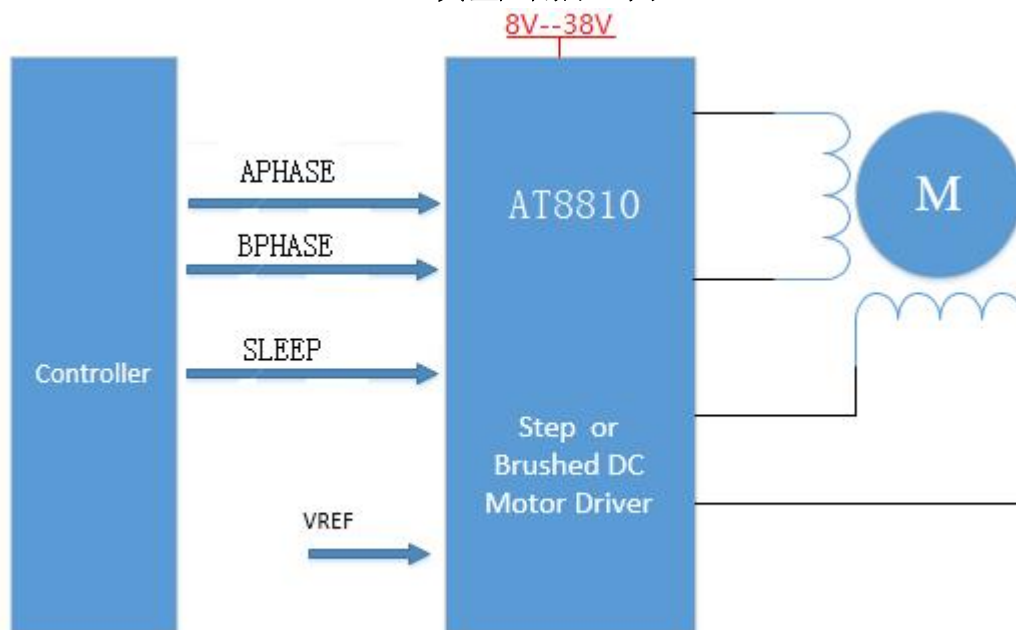 8V--38V
APHASE
AT8810
M
BPHASE
SLEEP
Controller
Step or
Brushed DC
Motor Driver
VREF